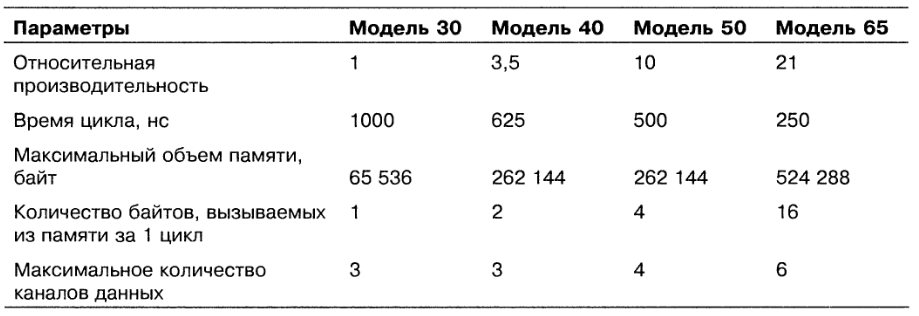 Параметры Модель 30 Модель 40 Модель 50 Модель 65
Относительная
производительность 1 3,5 10 21
Время цикла, нс 1000 625 500 250
Максимальный объем памяти,
байт 65 536 262 144 262 144 524 288
Количество байтов, вызываемых
из памяти за 1 цикл 1 2 4 16
Максимальное количество
каналов данных 3 3 4 6